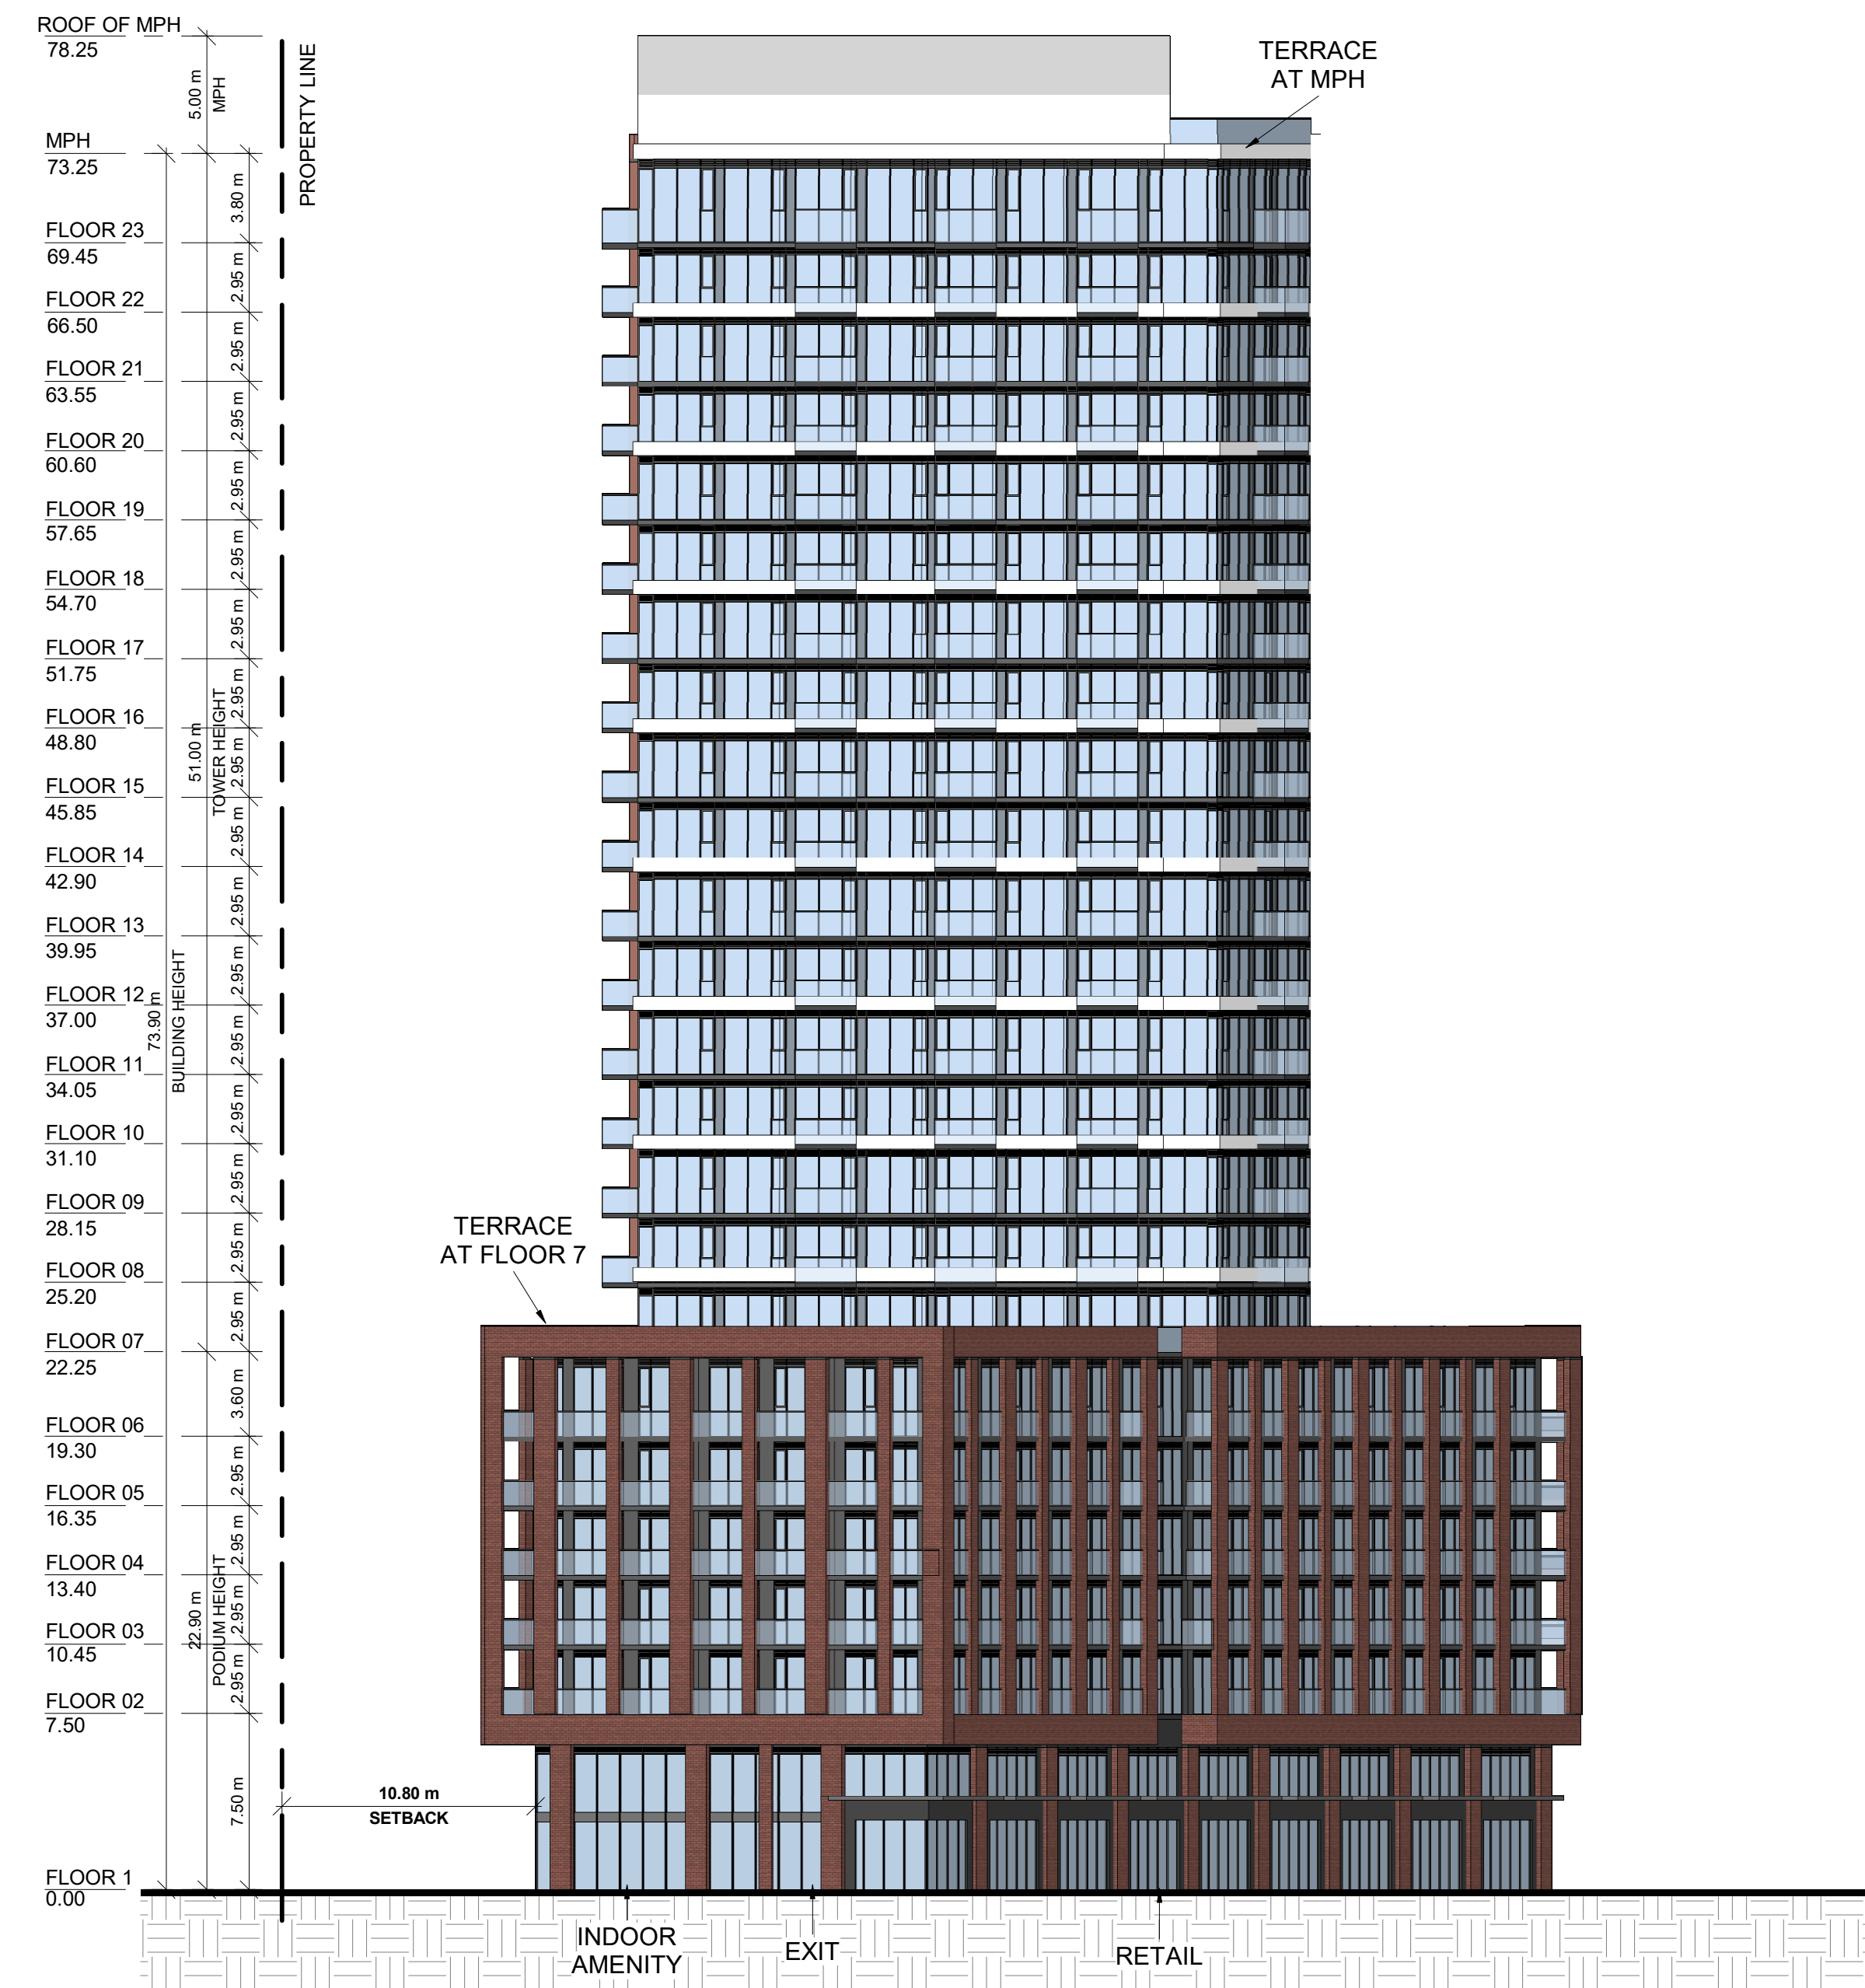 ROOF OF MPH
78.25
5.00 m
MPH
PROPERTY LINE
TERRACE
AT MPH
MPH
73.25
3.80 m
FLOOR 23
69.45
2.95 m
FLOOR 22
66.50
2.95 m
FLOOR 21
63.55
2.95 m
FLOOR 20
60.60
2.95 m
FLOOR 19
57.65
2.95 m
FLOOR 18
54.70
2.95 m
FLOOR 17
51.75
2.95 m
FLOOR 16
48.80
51.00 m
TOWER HEIGHT
2.95 m
FLOOR 15
45.85
2.95 m
FLOOR 14
42.90
2.95 m
FLOOR 13
39.95
2.95 m
FLOOR 12
37.00
73.90 m
BUILDING HEIGHT
2.95 m
FLOOR 11
34.05
2.95 m
FLOOR 10
31.10
2.95 m
FLOOR 09
28.15
2.95 m
TERRACE
AT FLOOR 7
FLOOR 08
25.20
2.95 m
FLOOR 07
22.25
3.60 m
FLOOR 06
19.30
2.95 m
FLOOR 05
16.35
2.95 m
FLOOR 04
13.40
22.90 m
PODIUM HEIGHT
2.95 m
FLOOR 03
10.45
2.95 m
FLOOR 02
7.50
7.50 m
10.80 m
SETBACK
FLOOR 1
0.00
INDOOR
AMENITY
EXIT
RETAIL